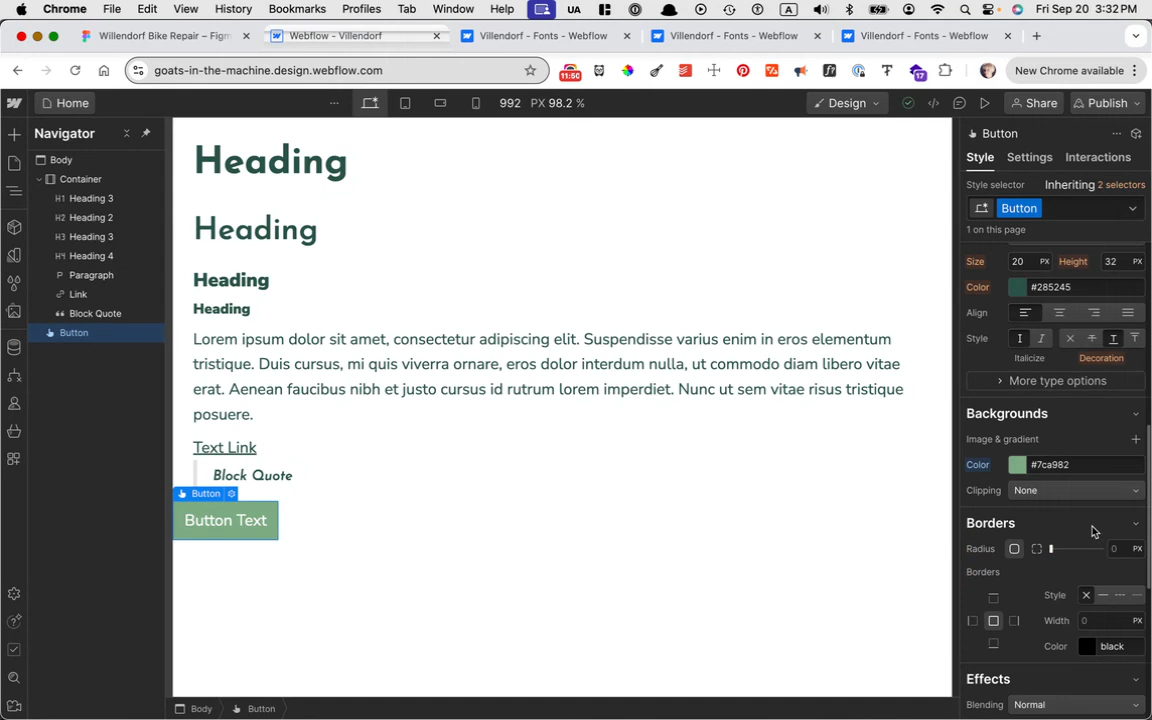 Chrome File Edit View History Bookmarks Profiles Tab Window Help UA A Fri Sep 20 3:32 PM
Villendorf Bike Repair – Figm Webflow - Villendorf Villendorf - Fonts - Webflow Villendorf - Fonts - Webflow Villendorf - Fonts - Webflow
goats-in-the-machine.design.webflow.com 11:50 17 New Chrome available
Home 992 PX 98.2 % Design Share Publish
Navigator
Body
Container
H1 Heading 3
H2 Heading 2
H3 Heading 3
H4 Heading 4
P Paragraph
Link
Block Quote
Button
Heading
Heading
Heading
Heading
Lorem ipsum dolor sit amet, consectetur adipiscing elit. Suspendisse varius enim in eros elementum
tristique. Duis cursus, mi quis viverra ornare, eros dolor interdum nulla, ut commodo diam libero vitae
erat. Aenean faucibus nibh et justo cursus id rutrum lorem imperdiet. Nunc ut sem vitae risus tristique
posuere.
Text Link
Block Quote
Button
Button Text
Body Button
Button
Style Settings Interactions
Style selector Inheriting 2 selectors
Button
1 on this page
Size 20 PX Height 32 PX
Color #285245
Align
Style
Italicize Decoration
More type options
Backgrounds
Image & gradient
Color #7ca982
Clipping None
Borders
Radius 0 PX
Borders
Style
Width 0 PX
Color black
Effects
Blending Normal